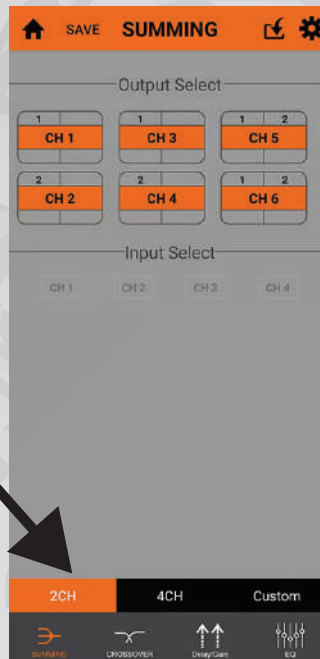 SAVE SUMMING
Output Select
1 1 1 2
CH 1 CH 3 CH 5
2 2 1 2
CH 2 CH 4 CH 6
Input Select
CH 1 CH 2 CH 3 CH 4
2CH 4CH Custom
SUMMING CROSSOVER Delay/Gain EQ